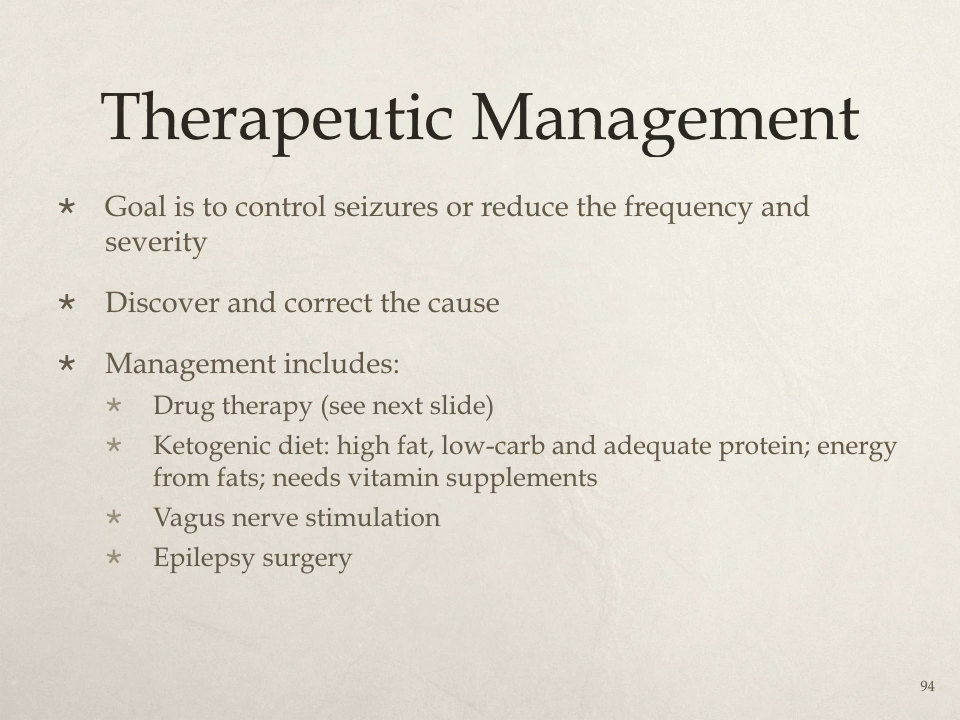 Therapeutic Management
* Goal is to control seizures or reduce the frequency and
severity
* Discover and correct the cause
* Management includes:
* Drug therapy (see next slide)
* Ketogenic diet: high fat, low-carb and adequate protein; energy
from fats; needs vitamin supplements
* Vagus nerve stimulation
* Epilepsy surgery
94